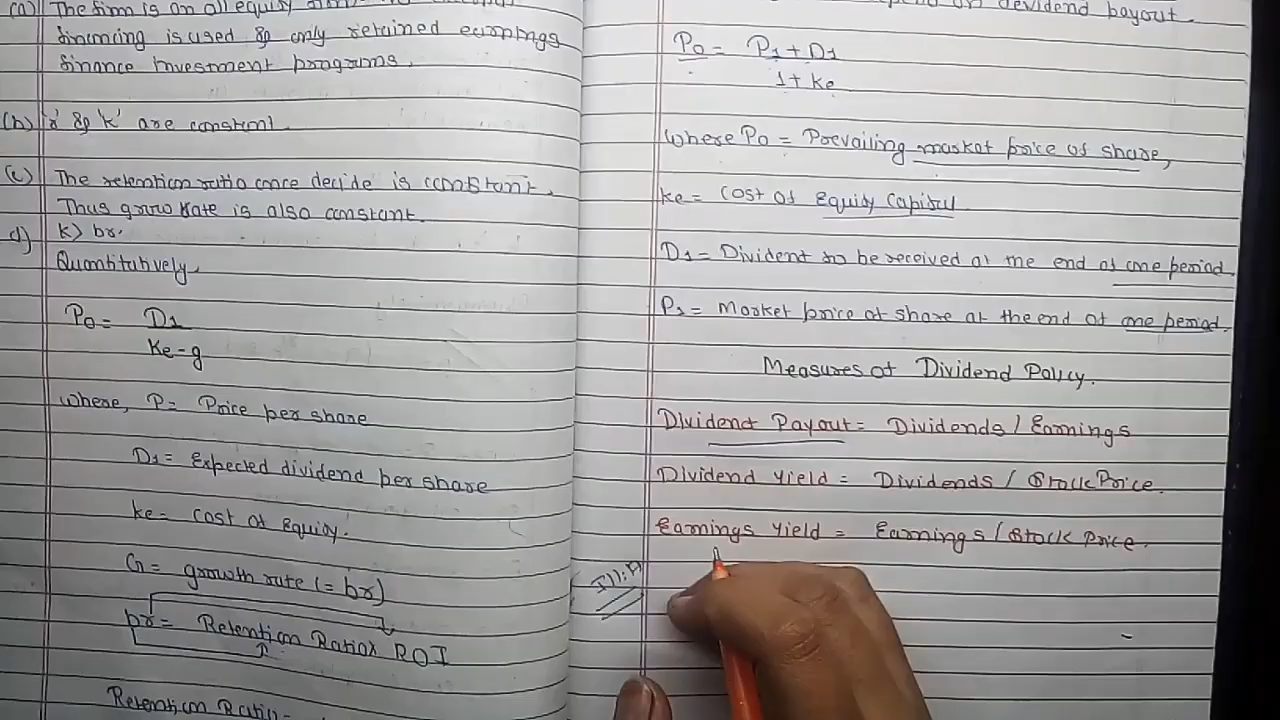 (a) The firm is an all equity
financing is used & only retained earnings
finance investment programs.
(b) 'r' & 'k' are constant.
(c) The retention ratio once decide is constant.
Thus grow Rate is also constant.
d) K > br.
Quantitatively
P0 = D1
Ke - g
where, P = Price per share
D1 = Expected dividend per share
Ke = Cost of Equity.
G = growth rate (= br)
br = Retention Ratio x ROI
Retention Ratio =
dividend payout.
P0 = P1 + D1
1 + Ke
where P0 = Prevailing market price of share,
Ke = Cost of Equity Capital
D1 = Divident to be received at the end of one period.
P1 = Market price of share at the end of one period.
Measures of Dividend Policy.
Divident Payout = Dividends / Earnings
Dividend Yield = Dividends / Stock Price.
Earnings Yield = Earnings / Stock Price.